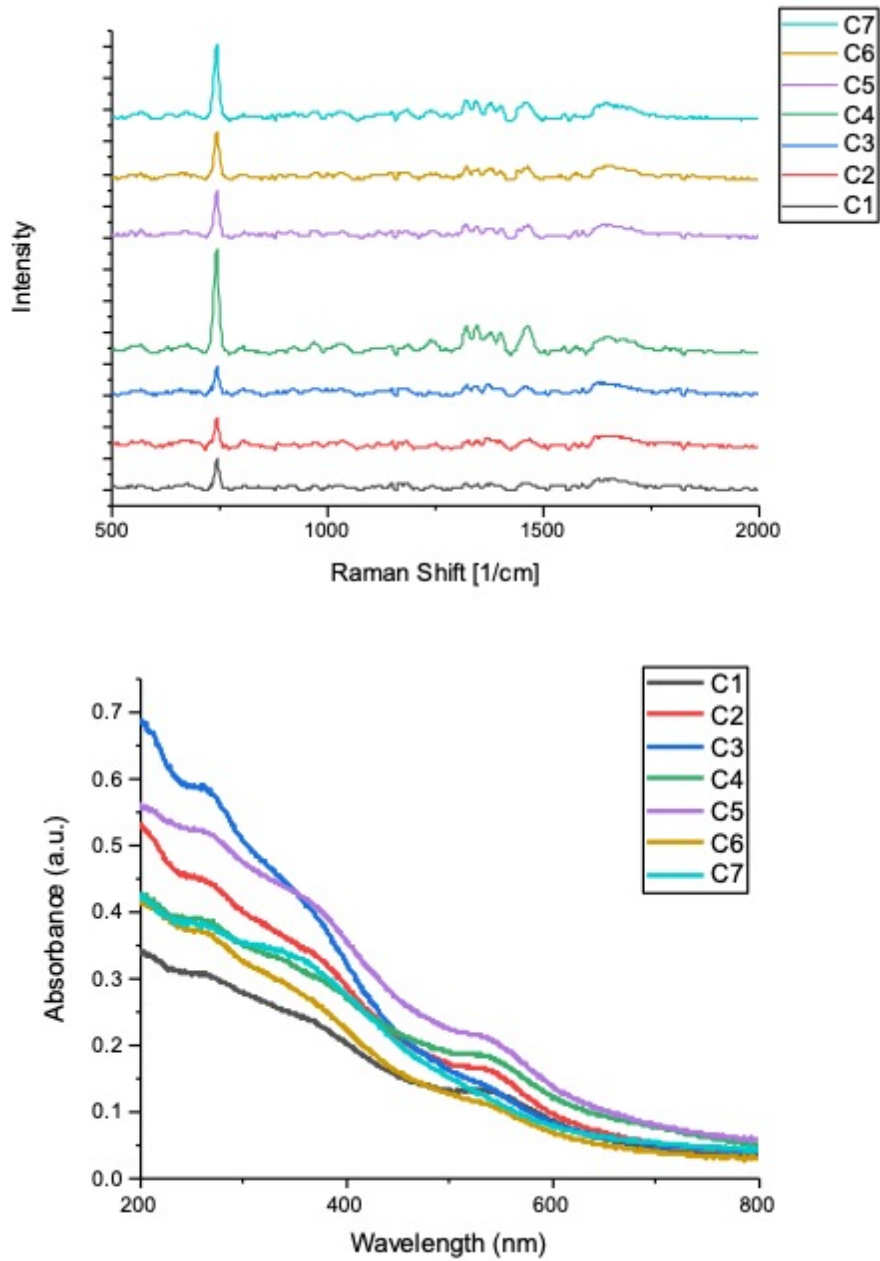 C7
C6
C5
C4
C3
C2
C1
Intensity
500
1000
1500
2000
Raman Shift [1/cm]
C1
C2
C3
C4
C5
C6
C7
0.7
0.6
0.5
0.4
0.3
0.2
0.1
0.0
Absorbance (a.u.)
200
400
600
800
Wavelength (nm)